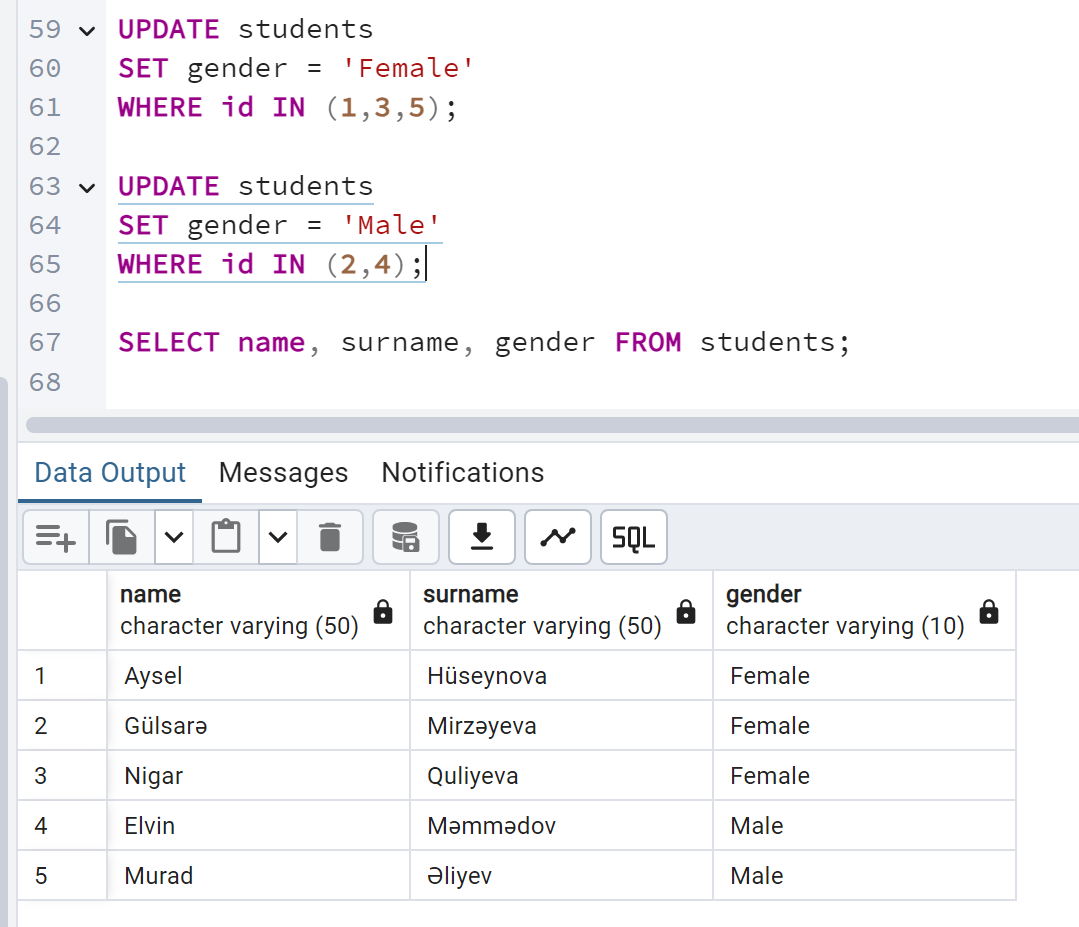 59 UPDATE students
60 SET gender = 'Female'
61 WHERE id IN (1,3,5);
62
63 UPDATE students
64 SET gender = 'Male'
65 WHERE id IN (2,4);
66
67 SELECT name, surname, gender FROM students;
68
Data Output Messages Notifications
SQL
name surname gender
character varying (50) character varying (50) character varying (10)
1 Aysel Hüseynova Female
2 Gülsarə Mirzəyeva Female
3 Nigar Quliyeva Female
4 Elvin Məmmədov Male
5 Murad Əliyev Male